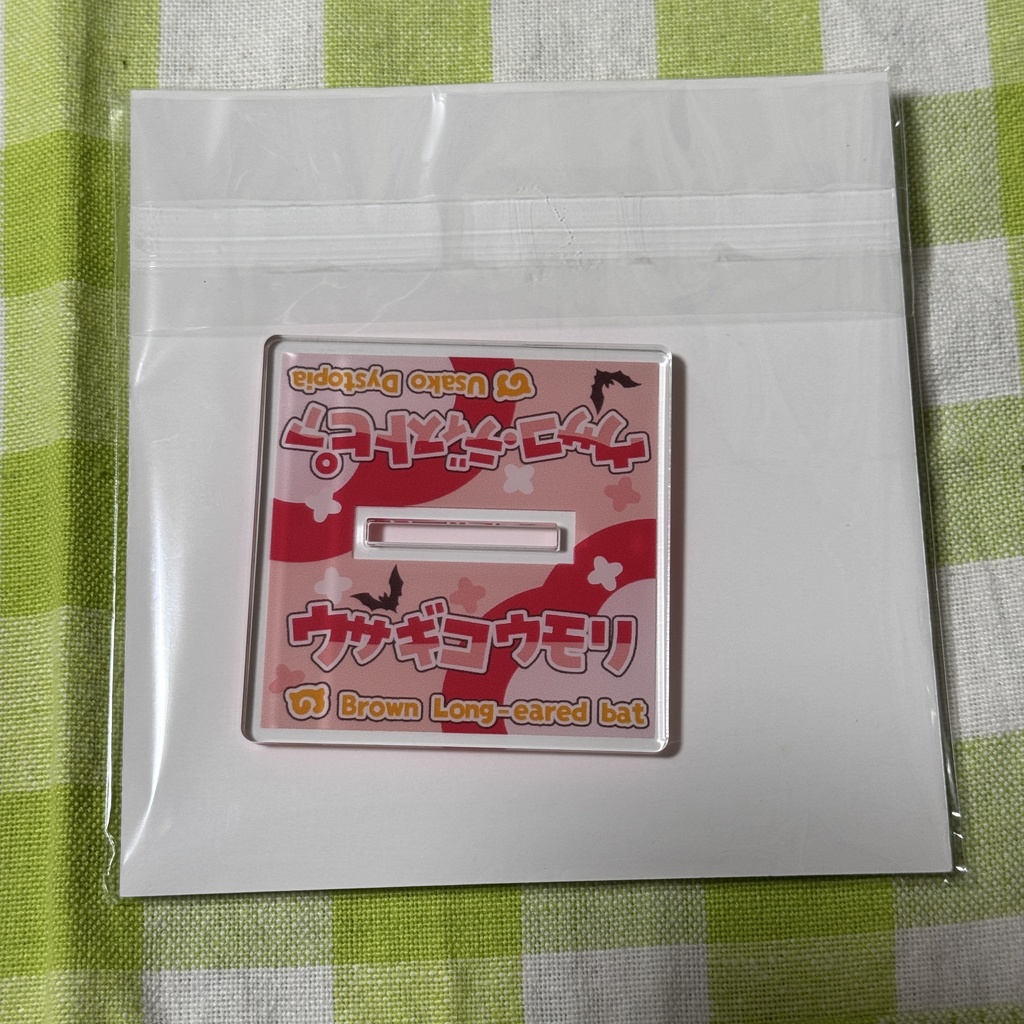 ウサコ・ディストピア
Usako Dystopia
ウサギコウモリ
Brown Long-eared bat